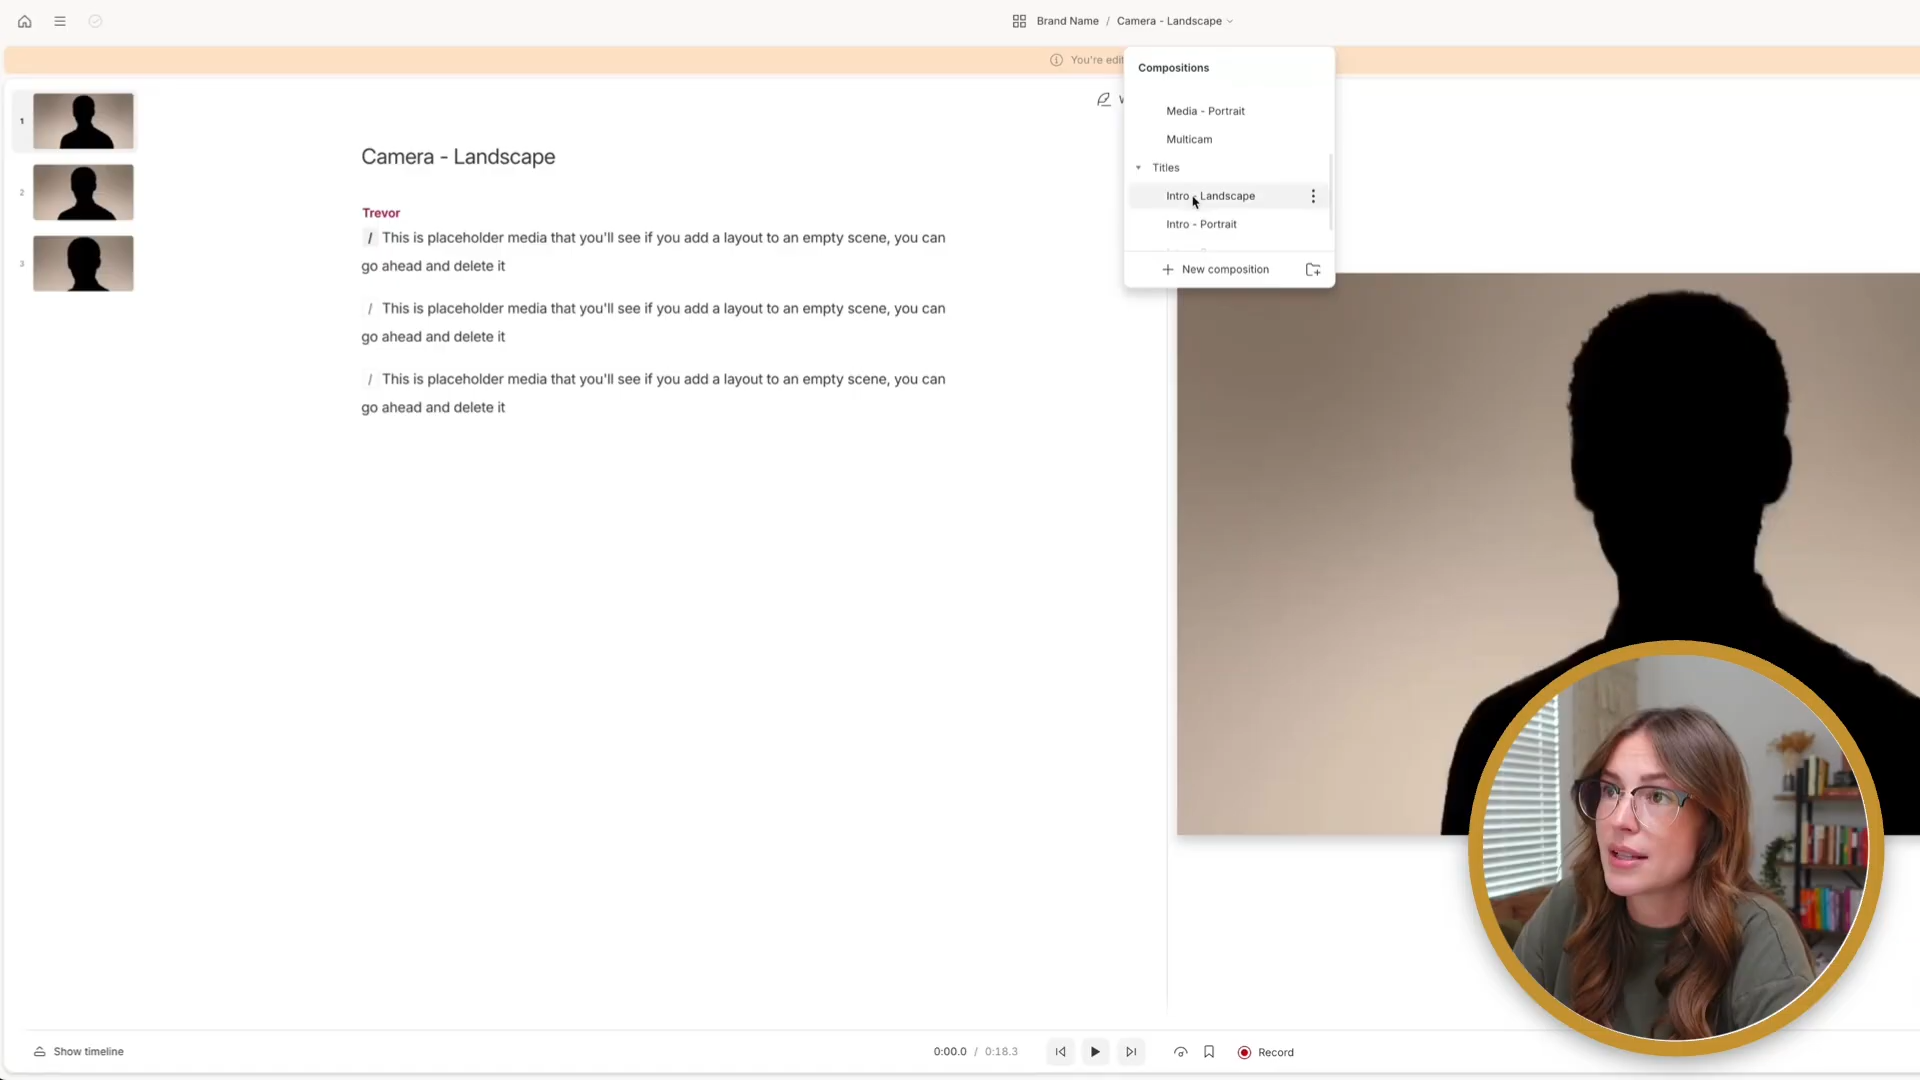 Brand Name / Camera - Landscape
You're edit
Compositions
Media - Portrait
Multicam
Titles
Intro - Landscape
Intro - Portrait
New composition
1
2
3
Camera - Landscape
Trevor
/ This is placeholder media that you'll see if you add a layout to an empty scene, you can
go ahead and delete it
/ This is placeholder media that you'll see if you add a layout to an empty scene, you can
go ahead and delete it
/ This is placeholder media that you'll see if you add a layout to an empty scene, you can
go ahead and delete it
Show timeline
0:00.0 / 0:18.3
Record